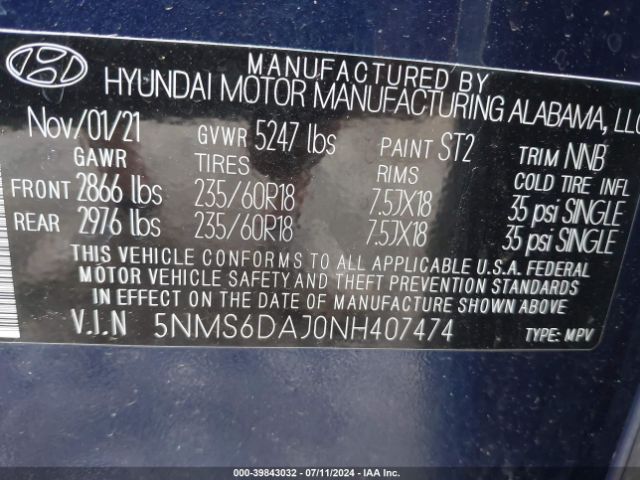 MANUFACTURED BY
HYUNDAI MOTOR MANUFACTURING ALABAMA, LLC
Nov/01/21 GVWR 5247 lbs PAINT ST2 TRIM NNB
GAWR TIRES RIMS COLD TIRE INFL
FRONT 2866 lbs 235/60R18 7.5JX18 35 psi SINGLE
REAR 2976 lbs 235/60R18 7.5JX18 35 psi SINGLE
THIS VEHICLE CONFORMS TO ALL APPLICABLE U.S.A. FEDERAL
MOTOR VEHICLE SAFETY AND THEFT PREVENTION STANDARDS
IN EFFECT ON THE DATE OF MANUFACTURE SHOWN ABOVE.
V.I.N 5NMS6DAJ0NH407474 TYPE: MPV
000-39843032 - 07/11/2024 - IAA Inc.